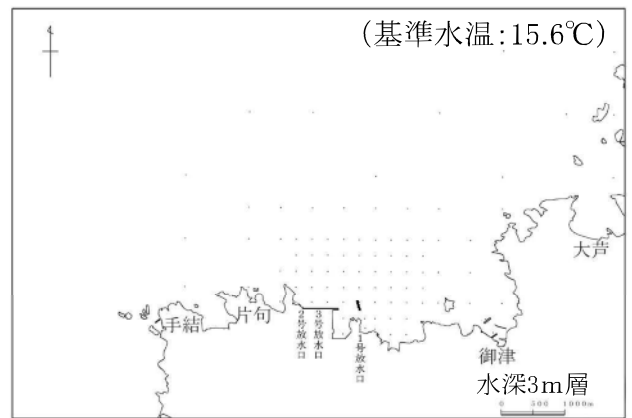 (基準水温:15.6℃)
大芦
手結
片句
2号放水口
3号放水口
1号放水口
御津
水深3m層
0 500 1000m